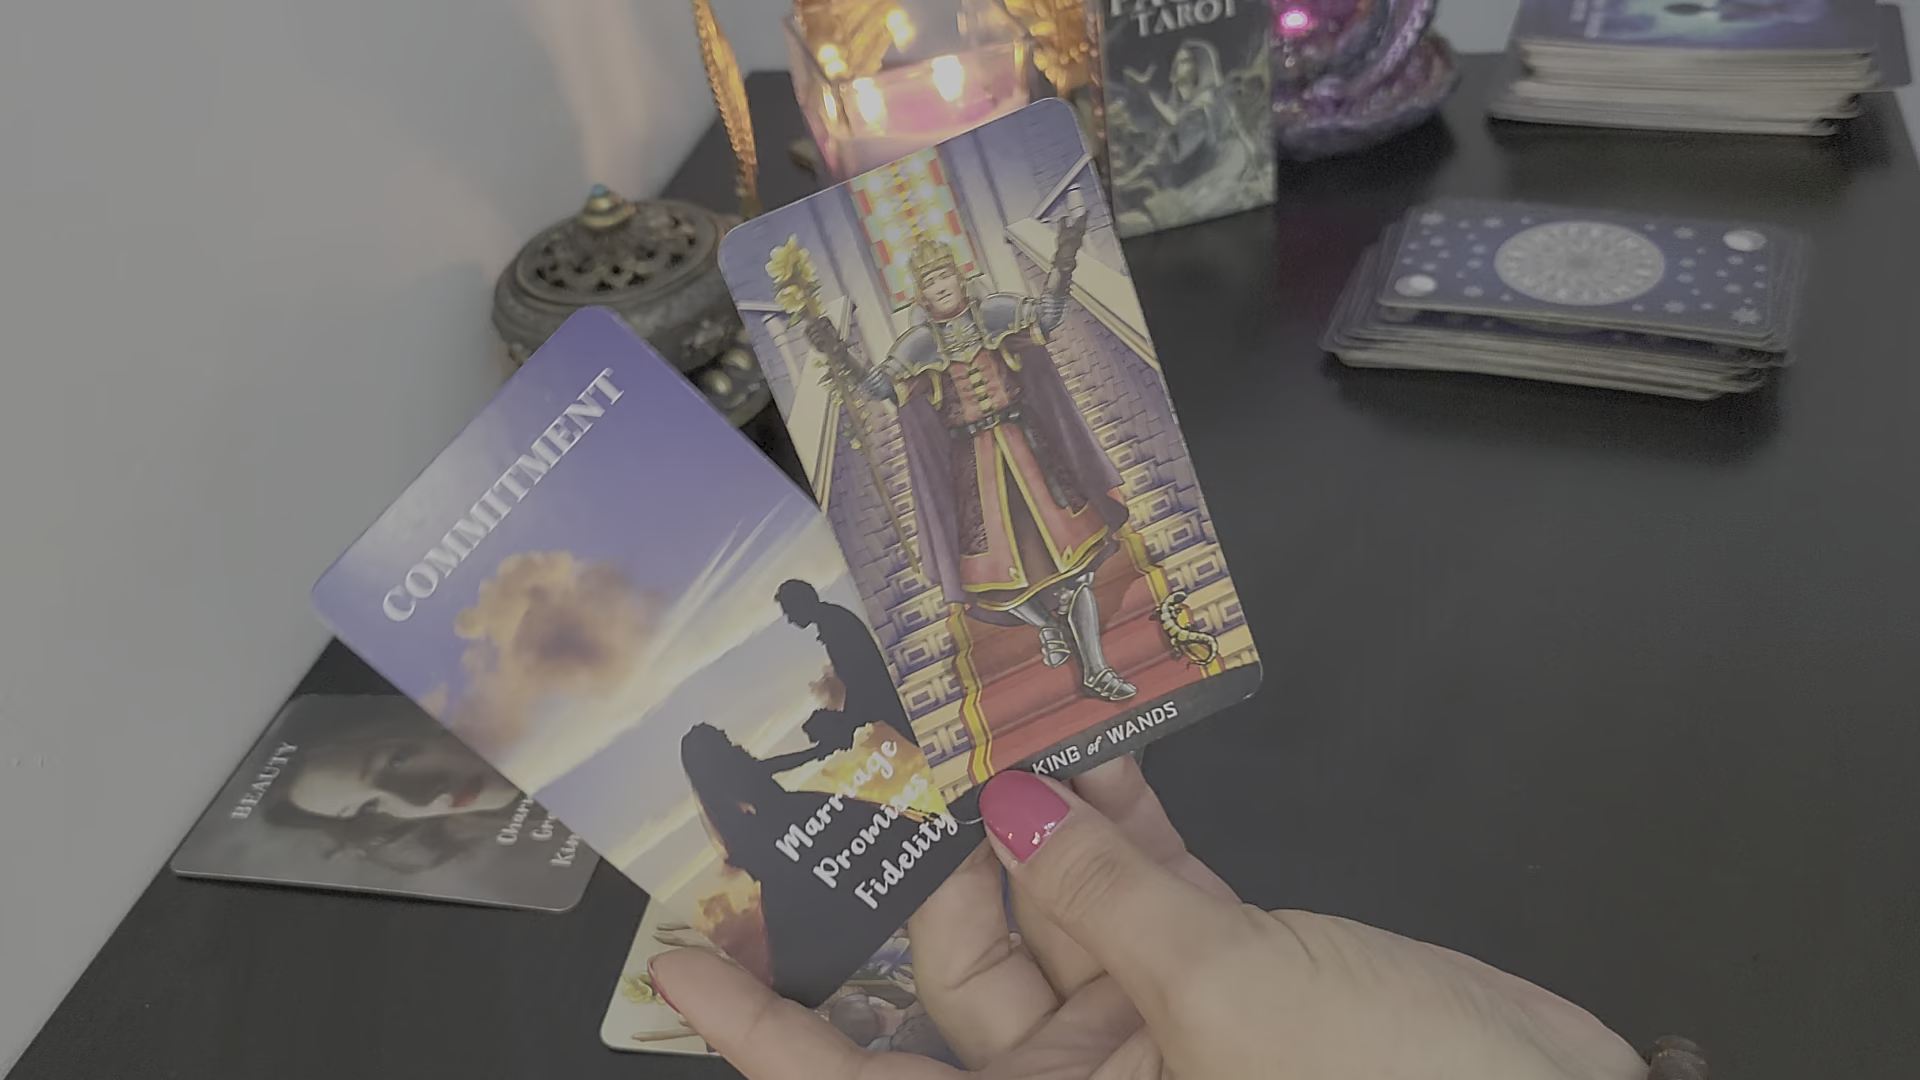 TAROT
COMMITMENT
Marriage
Promises
Fidelity
KING of WANDS
BEAUTY